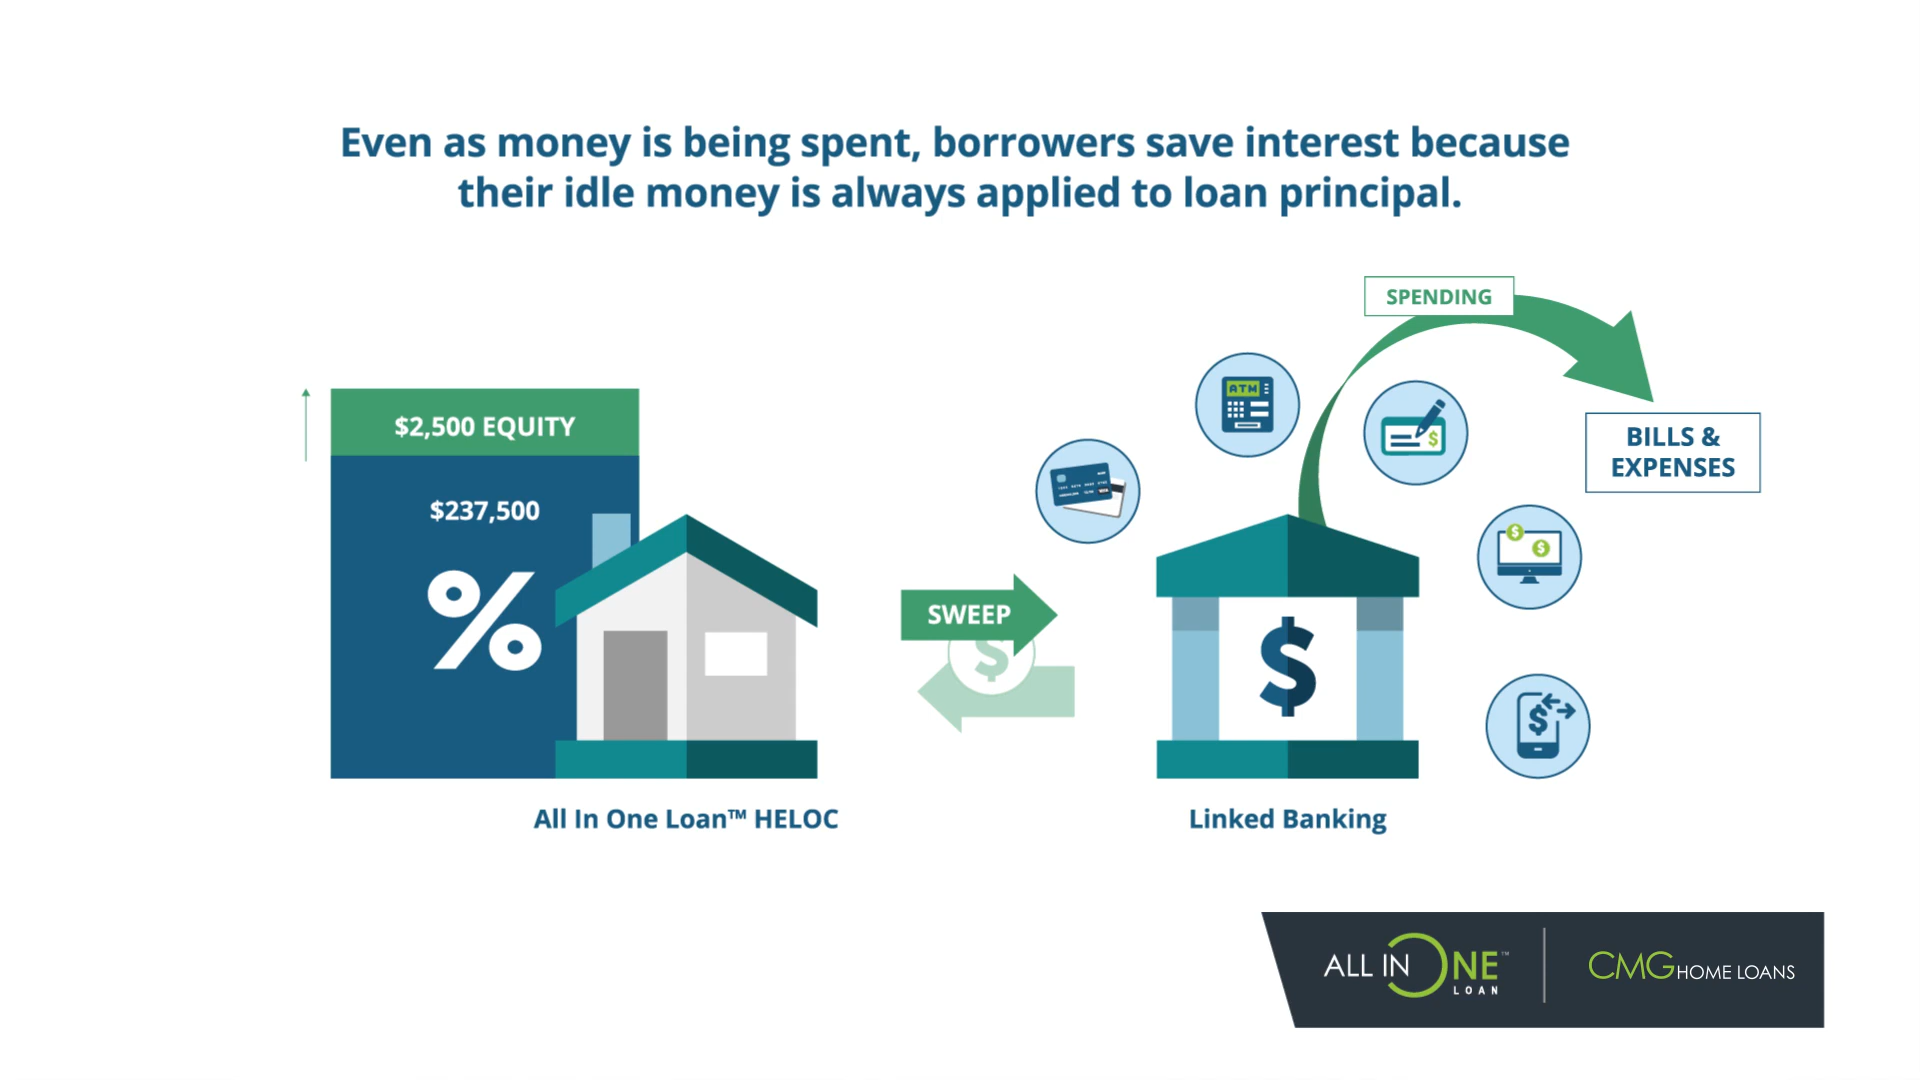 Even as money is being spent, borrowers save interest because
their idle money is always applied to loan principal.
SPENDING
BILLS &
EXPENSES
ATM
$2,500 EQUITY
$237,500
%
SWEEP
$
$
All In One Loan™ HELOC
Linked Banking
ALL IN ONE™
LOAN
CMG HOME LOANS